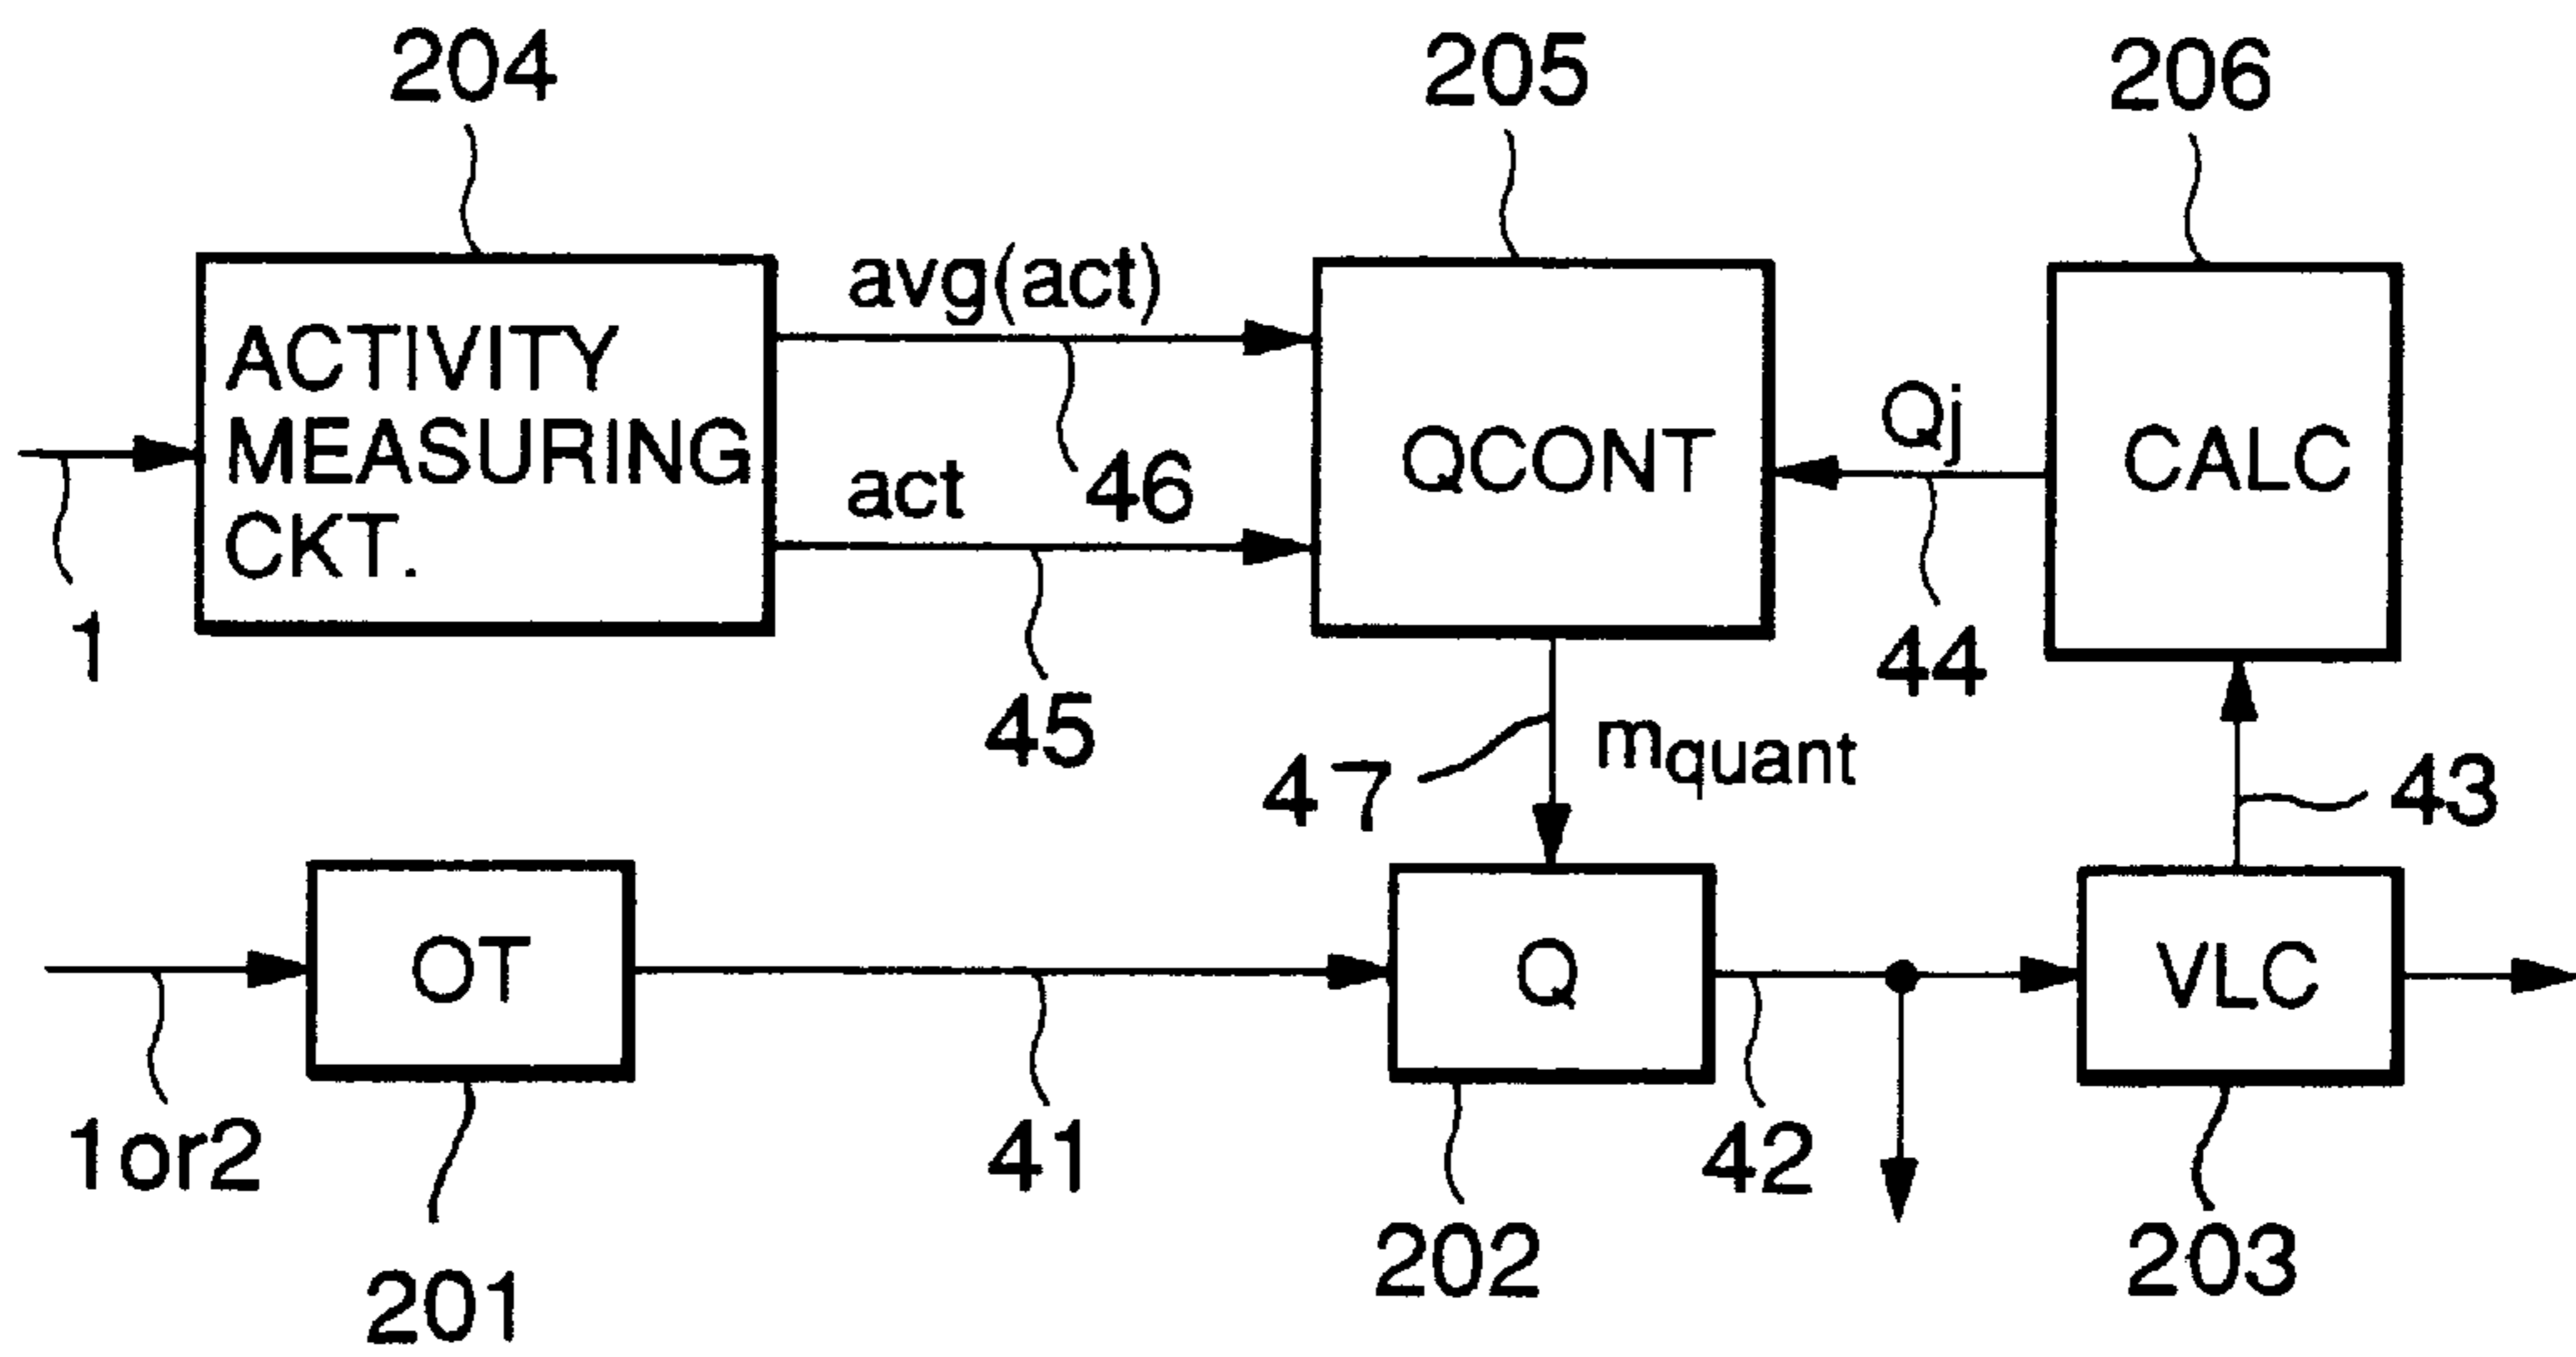 204
205
206
avg(act)
ACTIVITY
MEASURING
CKT.
QCONT
Qj
CALC
46
act
1
45
44
47
mquant
43
OT
Q
VLC
1or2
41
42
201
202
203